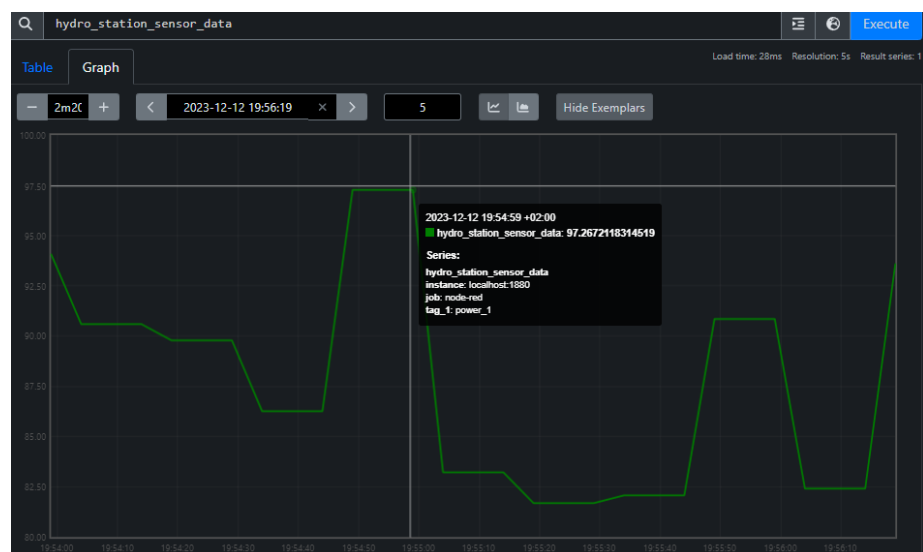 hydro_station_sensor_data
Execute
Table
Graph
Load time: 28ms Resolution: 5s Result series: 1
2m20
2023-12-12 19:56:19
5
Hide Exemplars
100.00
97.50
2023-12-12 19:54:59 +02:00
hydro_station_sensor_data: 97.2672118314519
95.00
Series:
hydro_station_sensor_data
92.50
instance: localhost:1880
job: node-red
tag_1: power_1
90.00
87.50
85.00
82.50
80.00
19:54:00 19:54:10 19:54:20 19:54:30 19:54:40 19:54:50 19:55:00 19:55:10 19:55:20 19:55:30 19:55:40 19:55:50 19:56:00 19:56:10